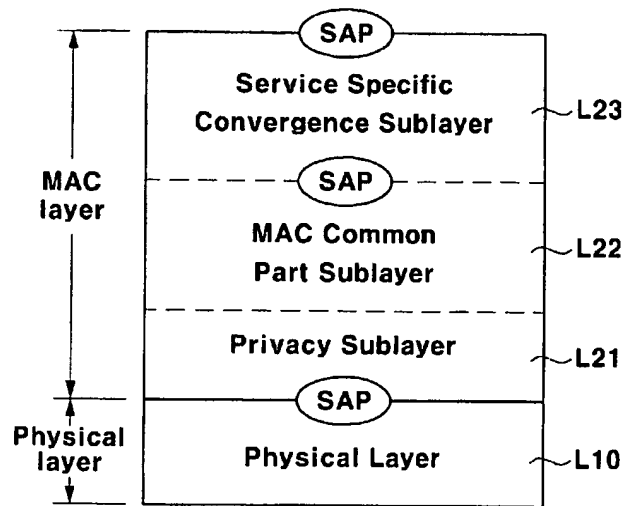 SAP
Service Specific
Convergence Sublayer
L23
SAP
MAC
layer
MAC Common
Part Sublayer
L22
Privacy Sublayer
L21
SAP
Physical
layer
Physical Layer
L10